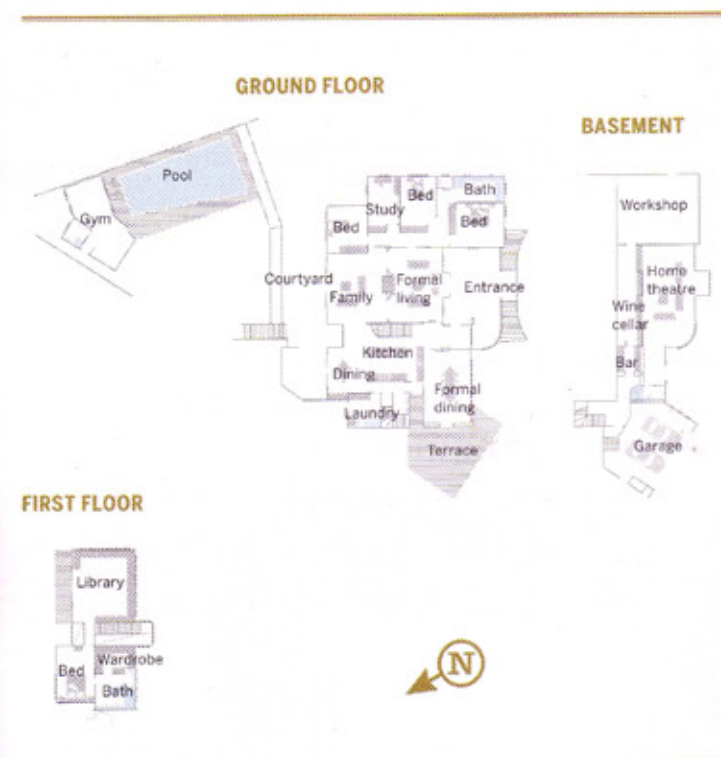 GROUND FLOOR
Pool
Gym
Study
Bed
Bath
Bed
Bed
Courtyard
Family
Formal
living
Entrance
Kitchen
Dining
Formal
dining
Laundry
Terrace
BASEMENT
Workshop
Home
theatre
Wine
cellar
Bar
Garage
FIRST FLOOR
Library
Bed
Wardrobe
Bath
N